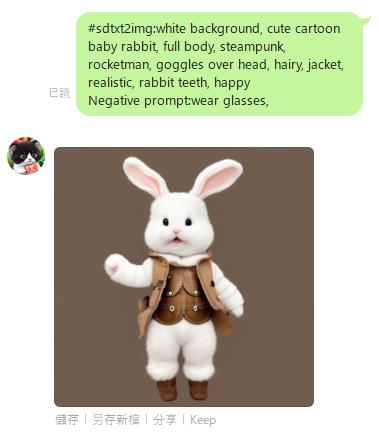 #sdtxt2img:white background, cute cartoon
baby rabbit, full body, steampunk,
rocketman, goggles over head, hairy, jacket,
realistic, rabbit teeth, happy
Negative prompt:wear glasses,
已讀
儲存 | 另存新檔 | 分享 | Keep